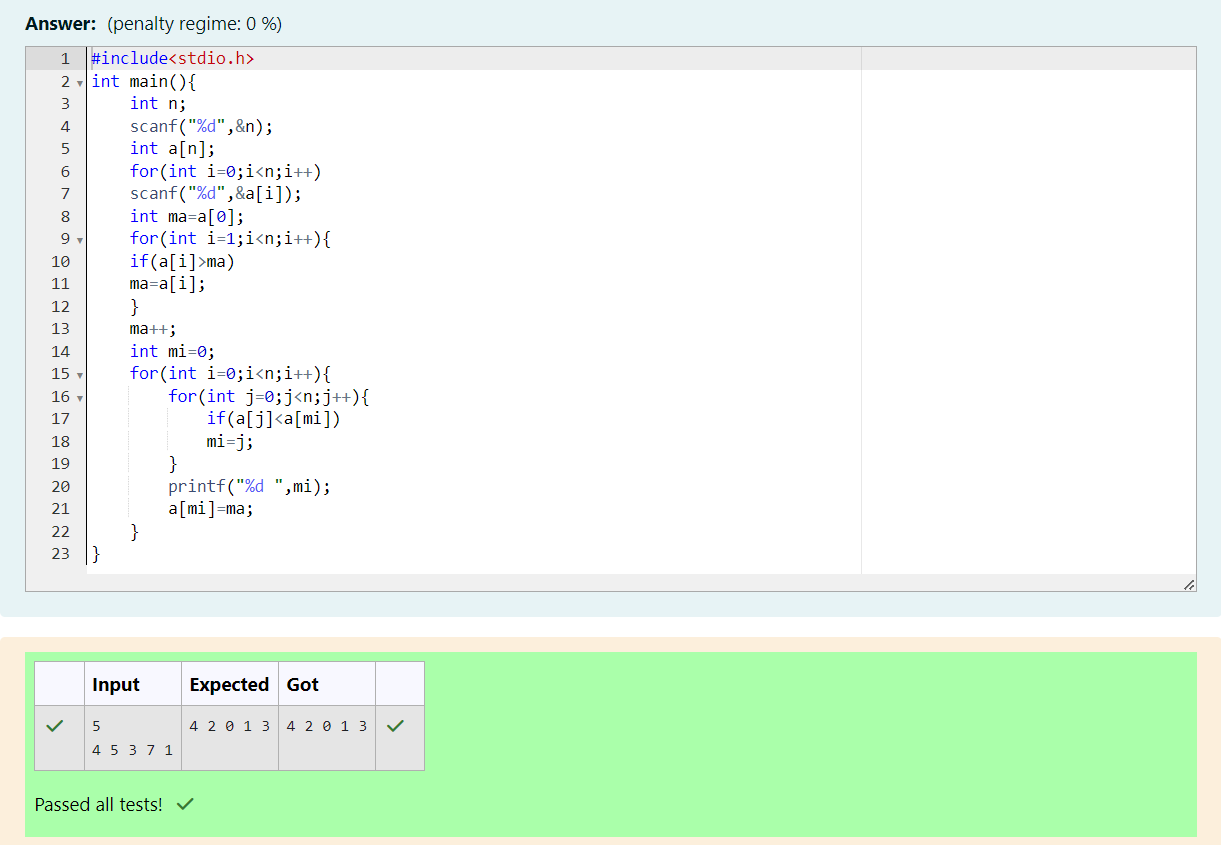 Answer: (penalty regime: 0 %)
1 #include<stdio.h>
2 int main(){
3     int n;
4     scanf("%d",&n);
5     int a[n];
6     for(int i=0;i<n;i++)
7     scanf("%d",&a[i]);
8     int ma=a[0];
9     for(int i=1;i<n;i++){
10     if(a[i]>ma)
11     ma=a[i];
12     }
13     ma++;
14     int mi=0;
15     for(int i=0;i<n;i++){
16         for(int j=0;j<n;j++){
17             if(a[j]<a[mi])
18             mi=j;
19         }
20         printf("%d ",mi);
21         a[mi]=ma;
22     }
23 }
Input Expected Got
5 4 2 0 1 3 4 2 0 1 3
4 5 3 7 1
Passed all tests!